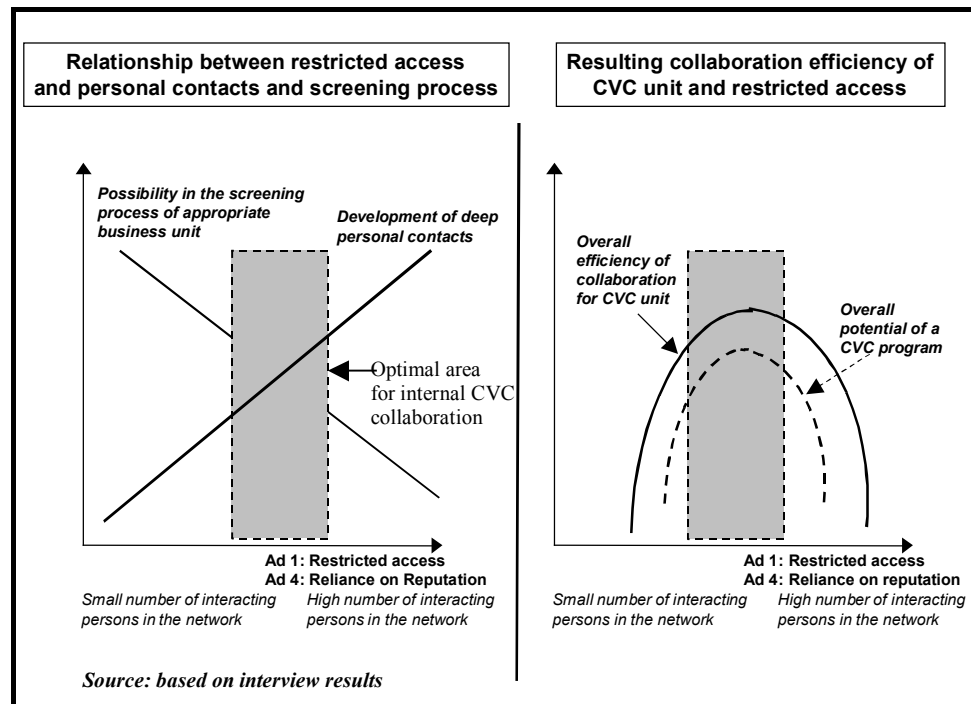 Relationship between restricted access
and personal contacts and screening process
Resulting collaboration efficiency of
CVC unit and restricted access
Possibility in the screening
process of appropriate
business unit
Development of deep
personal contacts
Optimal area
for internal CVC
collaboration
Ad 1: Restricted access
Ad 4: Reliance on Reputation
Small number of interacting
persons in the network
High number of interacting
persons in the network
Overall
efficiency of
collaboration
for CVC unit
Overall
potential of a
CVC program
Ad 1: Restricted access
Ad 4: Reliance on reputation
Small number of interacting
persons in the network
High number of interacting
persons in the network
Source: based on interview results